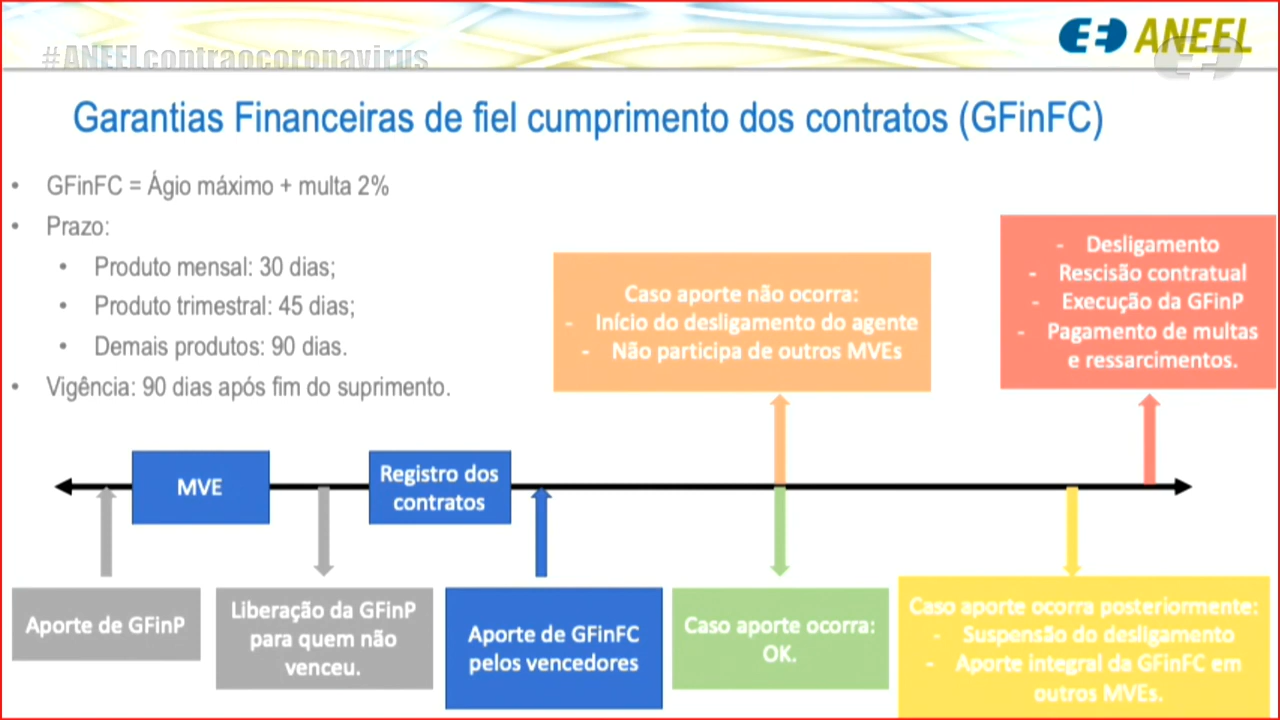 #ANEELcontraocoronavirus
ANEEL
Garantias Financeiras de fiel cumprimento dos contratos (GFinFC)
• GFinFC = Ágio máximo + multa 2%
• Prazo:
• Produto mensal: 30 dias;
• Produto trimestral: 45 dias;
• Demais produtos: 90 dias.
• Vigência: 90 dias após fim do suprimento.
Caso aporte não ocorra:
- Início do desligamento do agente
- Não participa de outros MVEs
- Desligamento
- Rescisão contratual
- Execução da GFinP
- Pagamento de multas
e ressarcimentos.
MVE
Registro dos
contratos
Aporte de GFinP
Liberação da GFinP
para quem não
venceu.
Aporte de GFinFC
pelos vencedores
Caso aporte ocorra:
OK.
Caso aporte ocorra posteriormente:
- Suspensão do desligamento
- Aporte integral da GFinFC em
outros MVEs.